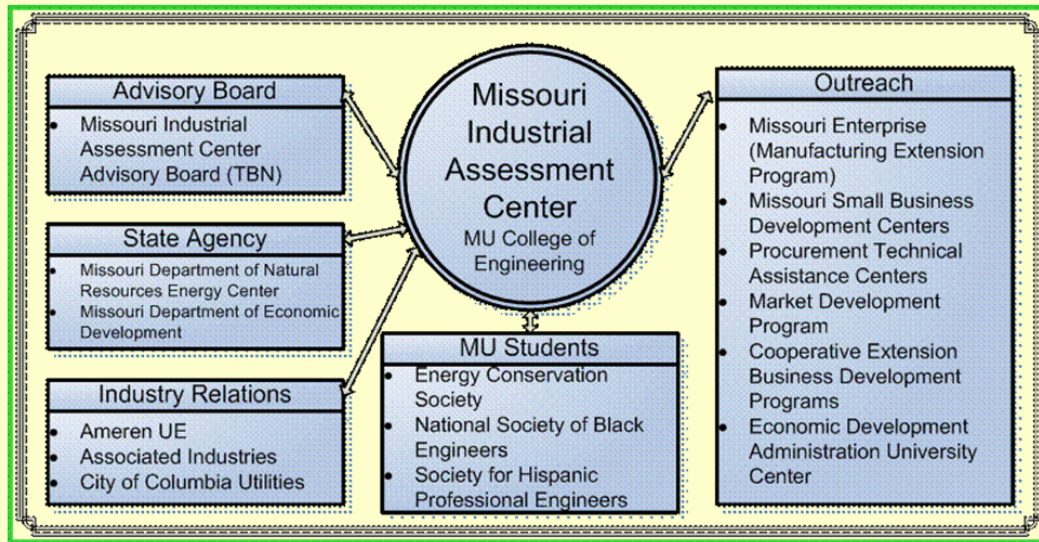 Advisory Board
• Missouri Industrial
Assessment Center
Advisory Board (TBN)
State Agency
• Missouri Department of Natural
Resources Energy Center
• Missouri Department of Economic
Development
Industry Relations
• Ameren UE
• Associated Industries
• City of Columbia Utilities
Missouri
Industrial
Assessment
Center
MU College of
Engineering
MU Students
• Energy Conservation
Society
• National Society of Black
Engineers
• Society for Hispanic
Professional Engineers
Outreach
• Missouri Enterprise
(Manufacturing Extension
Program)
• Missouri Small Business
Development Centers
• Procurement Technical
Assistance Centers
• Market Development
Program
• Cooperative Extension
Business Development
Programs
• Economic Development
Administration University
Center